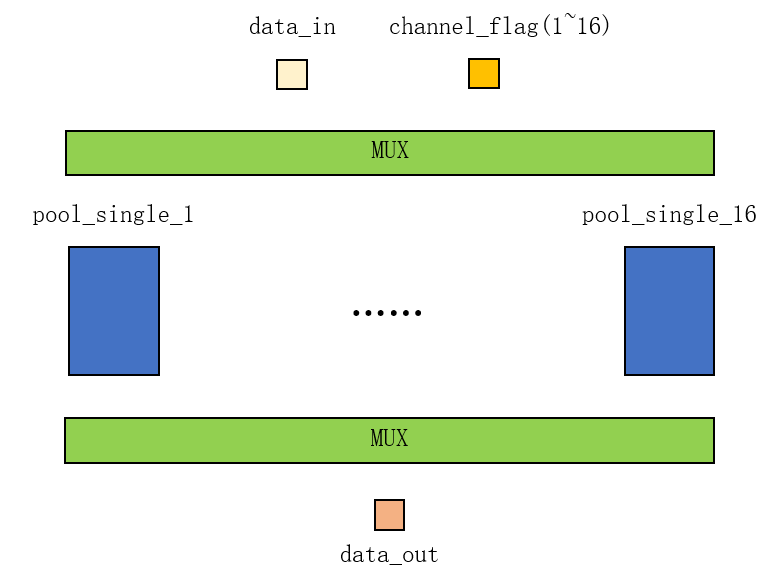 data_in channel_flag(1~16)
MUX
pool_single_1 pool_single_16
......
MUX
data_out